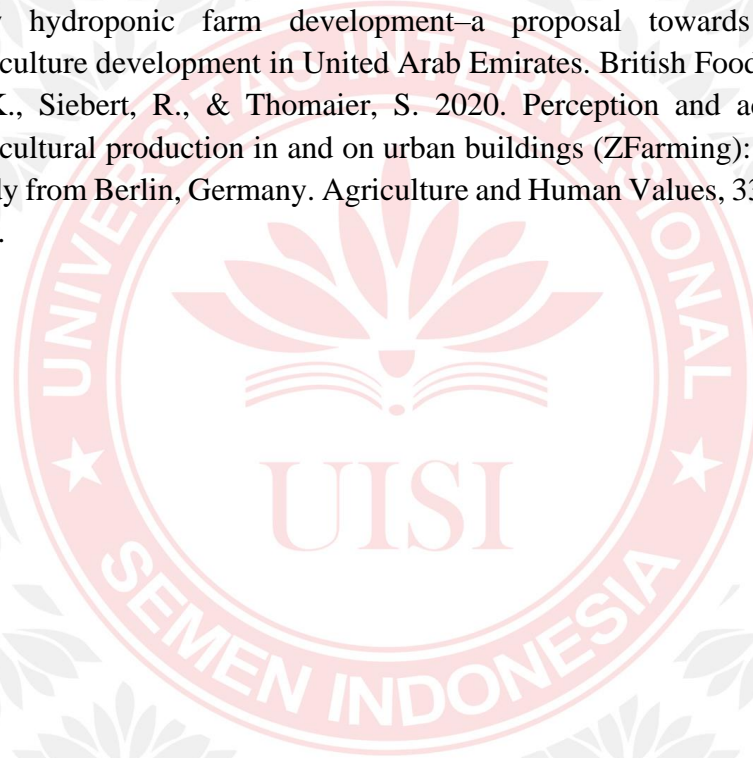 hydroponic farm development–a proposal towards
culture development in United Arab Emirates. British Food
K., Siebert, R., & Thomaier, S. 2020. Perception and ac
cultural production in and on urban buildings (ZFarming):
ly from Berlin, Germany. Agriculture and Human Values, 33
.
UNIVERSITAS INTERNASIONAL
UISI
SEMEN INDONESIA